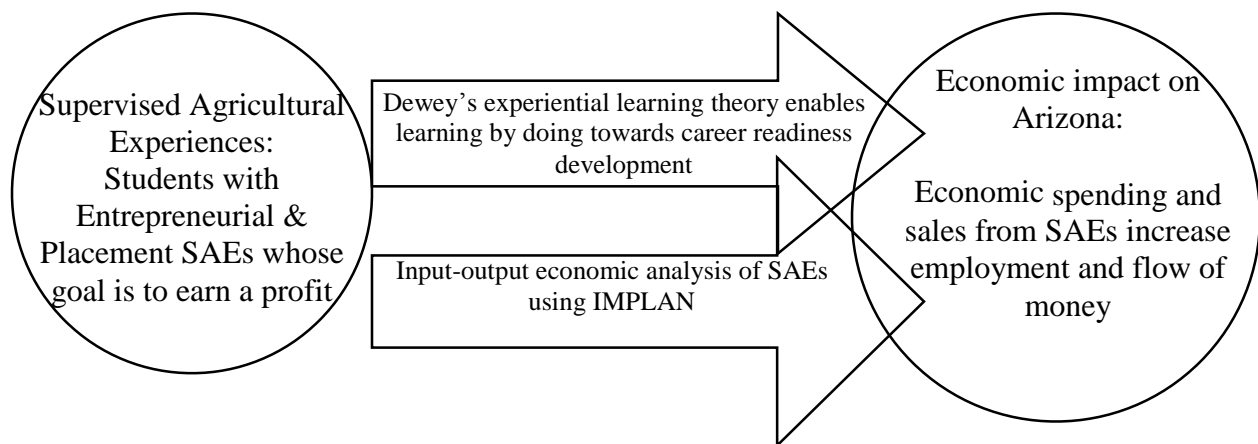 Supervised Agricultural
Experiences:
Students with
Entrepreneurial &
Placement SAEs whose
goal is to earn a profit
Dewey’s experiential learning theory enables
learning by doing towards career readiness
development
Input-output economic analysis of SAEs
using IMPLAN
Economic impact on
Arizona:
Economic spending and
sales from SAEs increase
employment and flow of
money